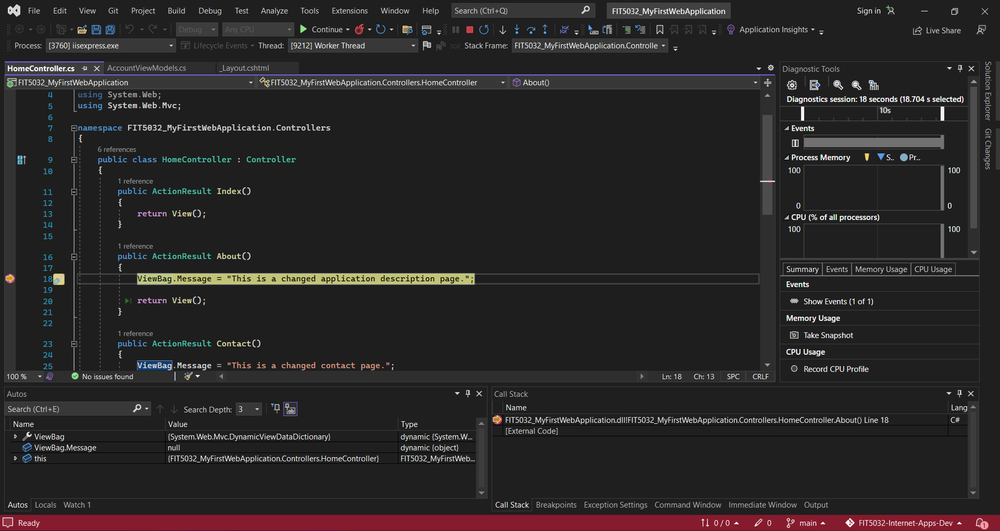 File Edit View Git Project Build Debug Test Analyze Tools Extensions Window Help Search (Ctrl+Q) FIT5032_MyFirstWebApplication Sign in
Debug Any CPU Continue Application Insights Live Share
Process: [3760] iisexpress.exe Lifecycle Events Thread: [9212] Worker Thread Stack Frame: FIT5032_MyFirstWebApplication.Controlle
HomeController.cs AccountViewModels.cs _Layout.cshtml
FIT5032_MyFirstWebApplication FIT5032_MyFirstWebApplication.Controllers.HomeController About()
4 using System.Web;
5 using System.Web.Mvc;
6
7 namespace FIT5032_MyFirstWebApplication.Controllers
8 {
6 references
9 public class HomeController : Controller
10 {
1 reference
11 public ActionResult Index()
12 {
13 return View();
14 }
15
1 reference
16 public ActionResult About()
17 {
18 ViewBag.Message = "This is a changed application description page.";
19
20 return View();
21 }
22
1 reference
23 public ActionResult Contact()
24 {
25 ViewBag.Message = "This is a changed contact page.";
100 % No issues found Ln: 18 Ch: 13 SPC CRLF
Diagnostic Tools
Diagnostics session: 18 seconds (18.704 s selected)
10s
Events
Process Memory S.. Pr...
100 100
0 0
CPU (% of all processors)
100 100
Summary Events Memory Usage CPU Usage
Events
Show Events (1 of 1)
Memory Usage
Take Snapshot
CPU Usage
Record CPU Profile
Solution Explorer
Git Changes
Autos
Search (Ctrl+E) Search Depth: 3
Name Value Type
ViewBag {System.Web.Mvc.DynamicViewDataDictionary} dynamic {System.W...
ViewBag.Message null dynamic {object}
this {FIT5032_MyFirstWebApplication.Controllers.HomeController} FIT5032_MyFirstWeb...
Autos Locals Watch 1
Call Stack
Name Lang
FIT5032_MyFirstWebApplication.dll!FIT5032_MyFirstWebApplication.Controllers.HomeController.About() Line 18 C#
[External Code]
Call Stack Breakpoints Exception Settings Command Window Immediate Window Output
Ready 0 / 0 0 main FIT5032-Internet-Apps-Dev 1